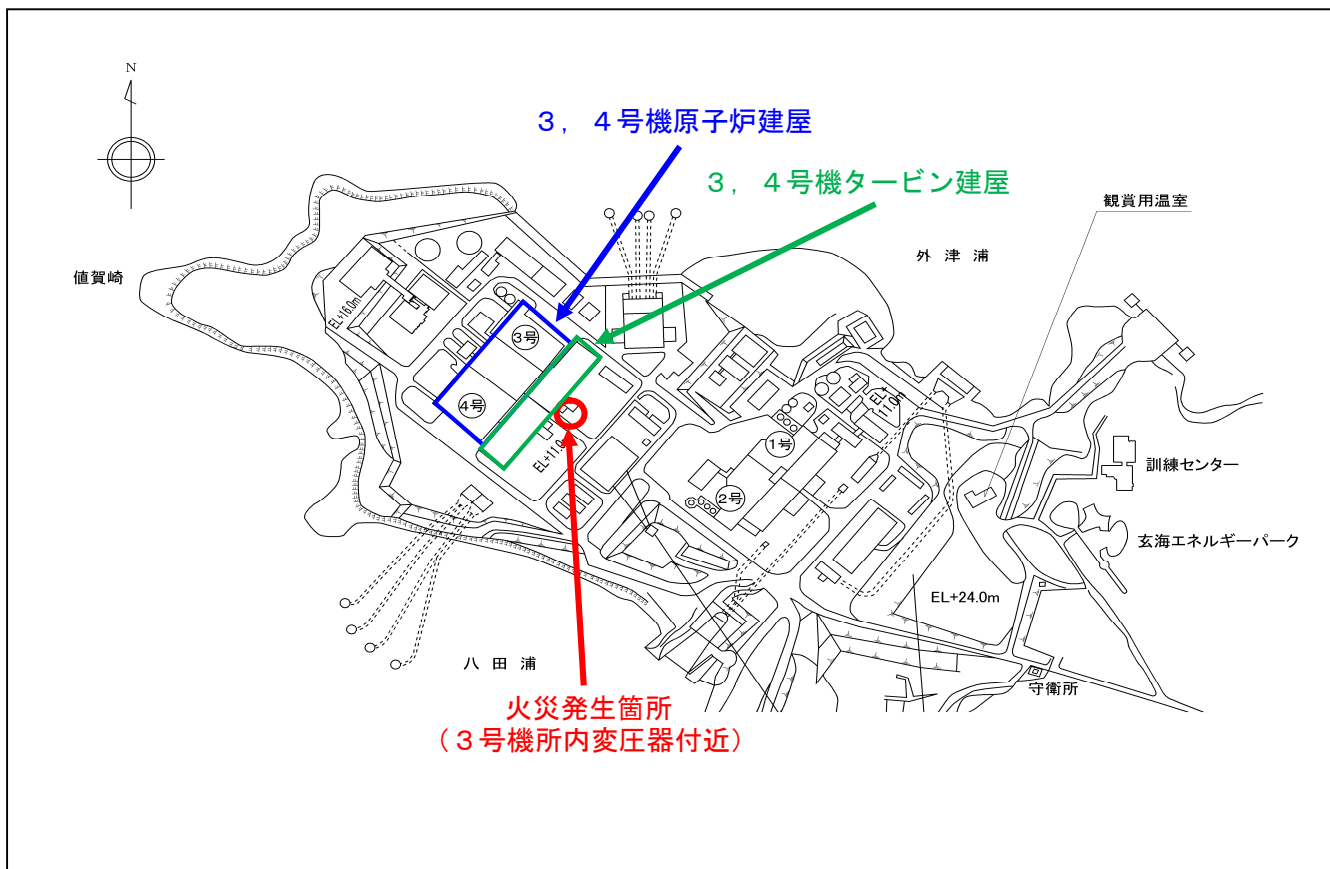 N
３，４号機原子炉建屋
３，４号機タービン建屋
観賞用温室
外津浦
値賀崎
EL+16.0m
３号
４号
EL+11.0m
EL+
11.0m
１号
２号
訓練センター
玄海エネルギーパーク
EL+24.0m
八田浦
守衛所
火災発生箇所
（３号機所内変圧器付近）